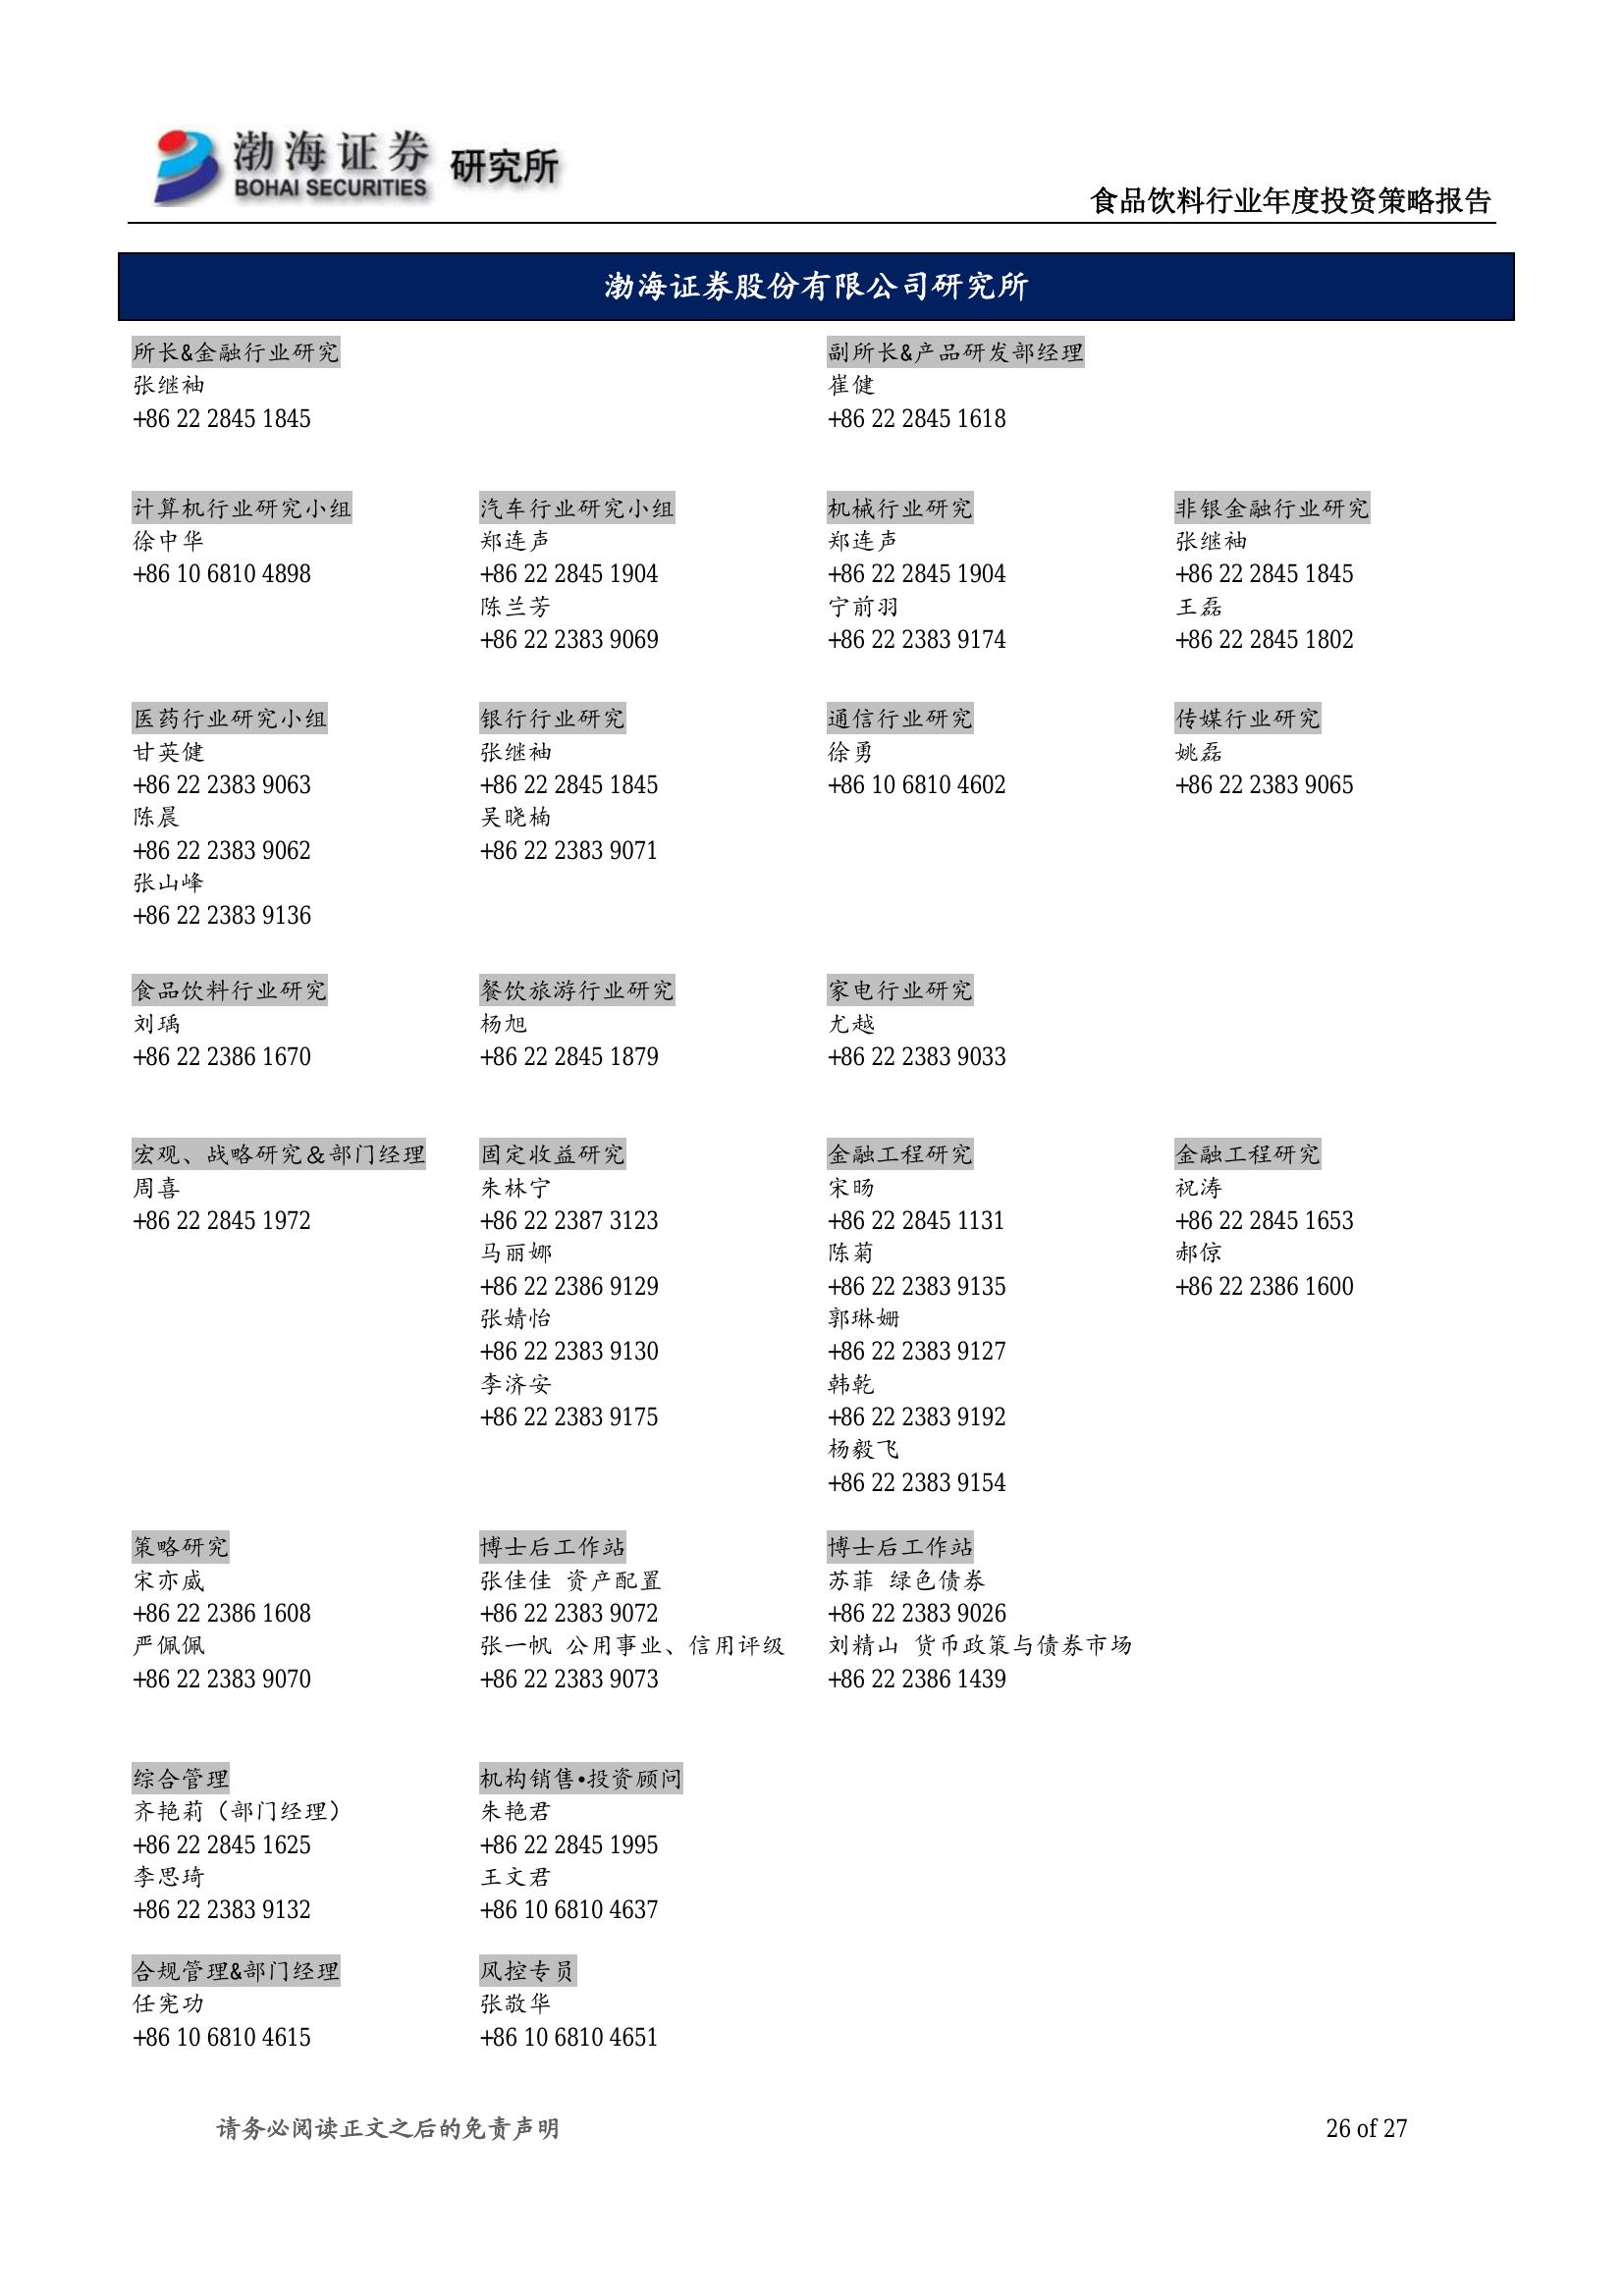 渤海证券 研究所
BOHAI SECURITIES
食品饮料行业年度投资策略报告
渤海证券股份有限公司研究所
所长&金融行业研究
张继袖
+86 22 2845 1845
副所长&产品研发部经理
崔健
+86 22 2845 1618
计算机行业研究小组
徐中华
+86 10 6810 4898
汽车行业研究小组
郑连声
+86 22 2845 1904
陈兰芳
+86 22 2383 9069
机械行业研究
郑连声
+86 22 2845 1904
宁前羽
+86 22 2383 9174
非银金融行业研究
张继袖
+86 22 2845 1845
王磊
+86 22 2845 1802
医药行业研究小组
甘英健
+86 22 2383 9063
陈晨
+86 22 2383 9062
张山峰
+86 22 2383 9136
银行行业研究
张继袖
+86 22 2845 1845
吴晓楠
+86 22 2383 9071
通信行业研究
徐勇
+86 10 6810 4602
传媒行业研究
姚磊
+86 22 2383 9065
食品饮料行业研究
刘瑀
+86 22 2386 1670
餐饮旅游行业研究
杨旭
+86 22 2845 1879
家电行业研究
尤越
+86 22 2383 9033
宏观、战略研究＆部门经理
周喜
+86 22 2845 1972
固定收益研究
朱林宁
+86 22 2387 3123
马丽娜
+86 22 2386 9129
张婧怡
+86 22 2383 9130
李济安
+86 22 2383 9175
金融工程研究
宋旸
+86 22 2845 1131
陈菊
+86 22 2383 9135
郭琳姗
+86 22 2383 9127
韩乾
+86 22 2383 9192
杨毅飞
+86 22 2383 9154
金融工程研究
祝涛
+86 22 2845 1653
郝倞
+86 22 2386 1600
策略研究
宋亦威
+86 22 2386 1608
严佩佩
+86 22 2383 9070
博士后工作站
张佳佳 资产配置
+86 22 2383 9072
张一帆 公用事业、信用评级
+86 22 2383 9073
博士后工作站
苏菲 绿色债券
+86 22 2383 9026
刘精山 货币政策与债券市场
+86 22 2386 1439
综合管理
齐艳莉（部门经理）
+86 22 2845 1625
李思琦
+86 22 2383 9132
机构销售•投资顾问
朱艳君
+86 22 2845 1995
王文君
+86 10 6810 4637
合规管理&部门经理
任宪功
+86 10 6810 4615
风控专员
张敬华
+86 10 6810 4651
请务必阅读正文之后的免责声明
26 of 27